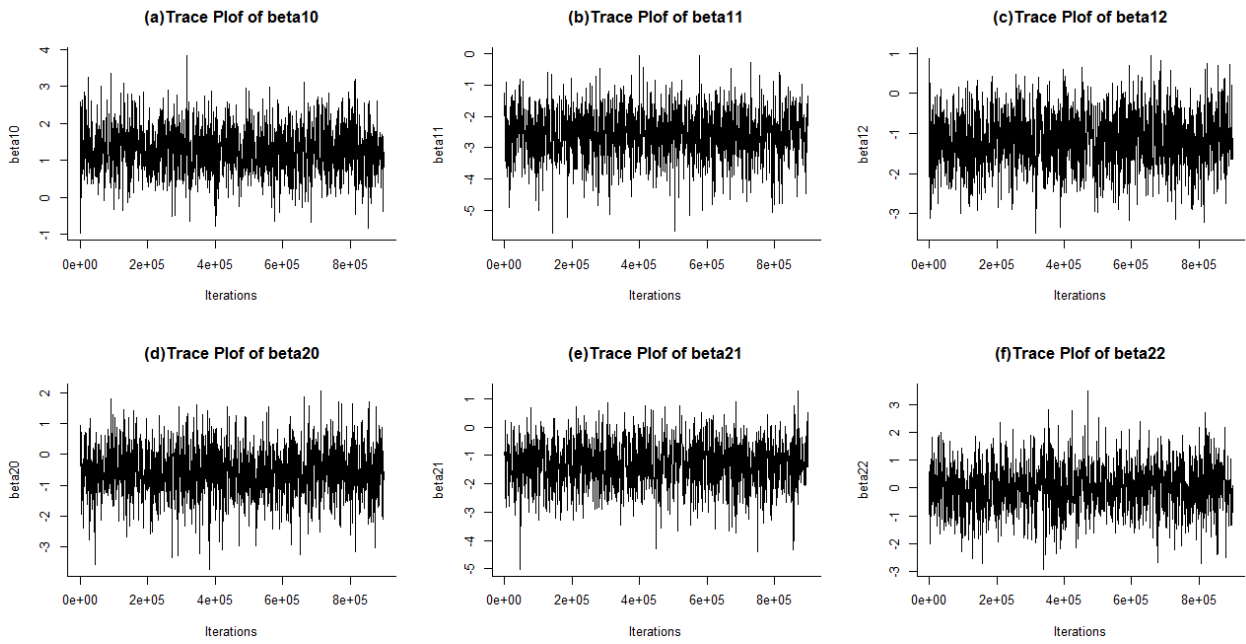 (a)Trace Plof of beta10
(b)Trace Plof of beta11
(c)Trace Plof of beta12
beta10
4
3
2
1
0
-1
0e+00 2e+05 4e+05 6e+05 8e+05
Iterations
beta11
0
-1
-2
-3
-4
-5
0e+00 2e+05 4e+05 6e+05 8e+05
Iterations
beta12
1
0
-1
-2
-3
0e+00 2e+05 4e+05 6e+05 8e+05
Iterations
(d)Trace Plof of beta20
(e)Trace Plof of beta21
(f)Trace Plof of beta22
beta20
2
1
0
-1
-2
-3
0e+00 2e+05 4e+05 6e+05 8e+05
Iterations
beta21
1
0
-1
-2
-3
-4
-5
0e+00 2e+05 4e+05 6e+05 8e+05
Iterations
beta22
3
2
1
0
-1
-2
-3
0e+00 2e+05 4e+05 6e+05 8e+05
Iterations